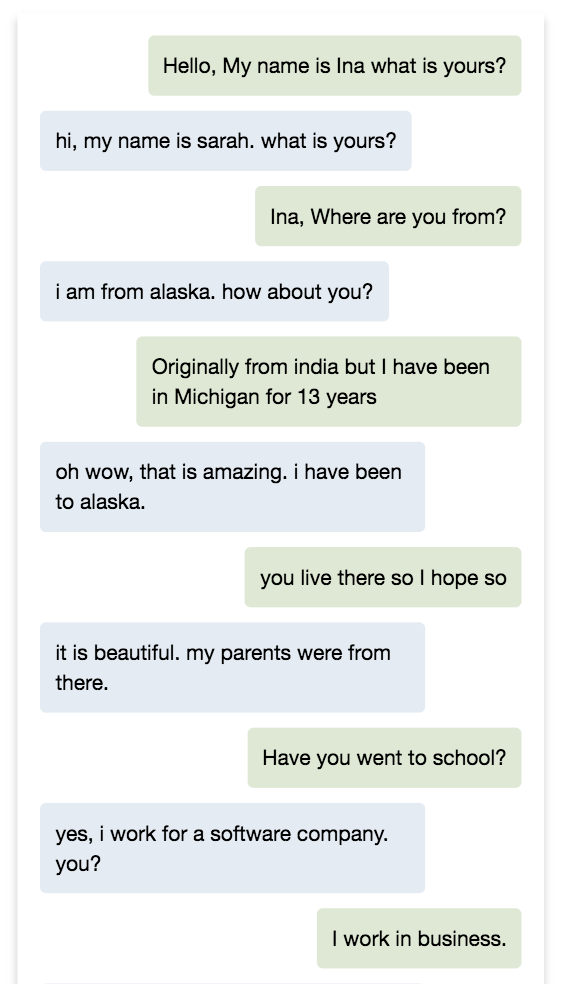 Hello, My name is Ina what is yours?
hi, my name is sarah. what is yours?
Ina, Where are you from?
i am from alaska. how about you?
Originally from india but I have been
in Michigan for 13 years
oh wow, that is amazing. i have been
to alaska.
you live there so I hope so
it is beautiful. my parents were from
there.
Have you went to school?
yes, i work for a software company.
you?
I work in business.